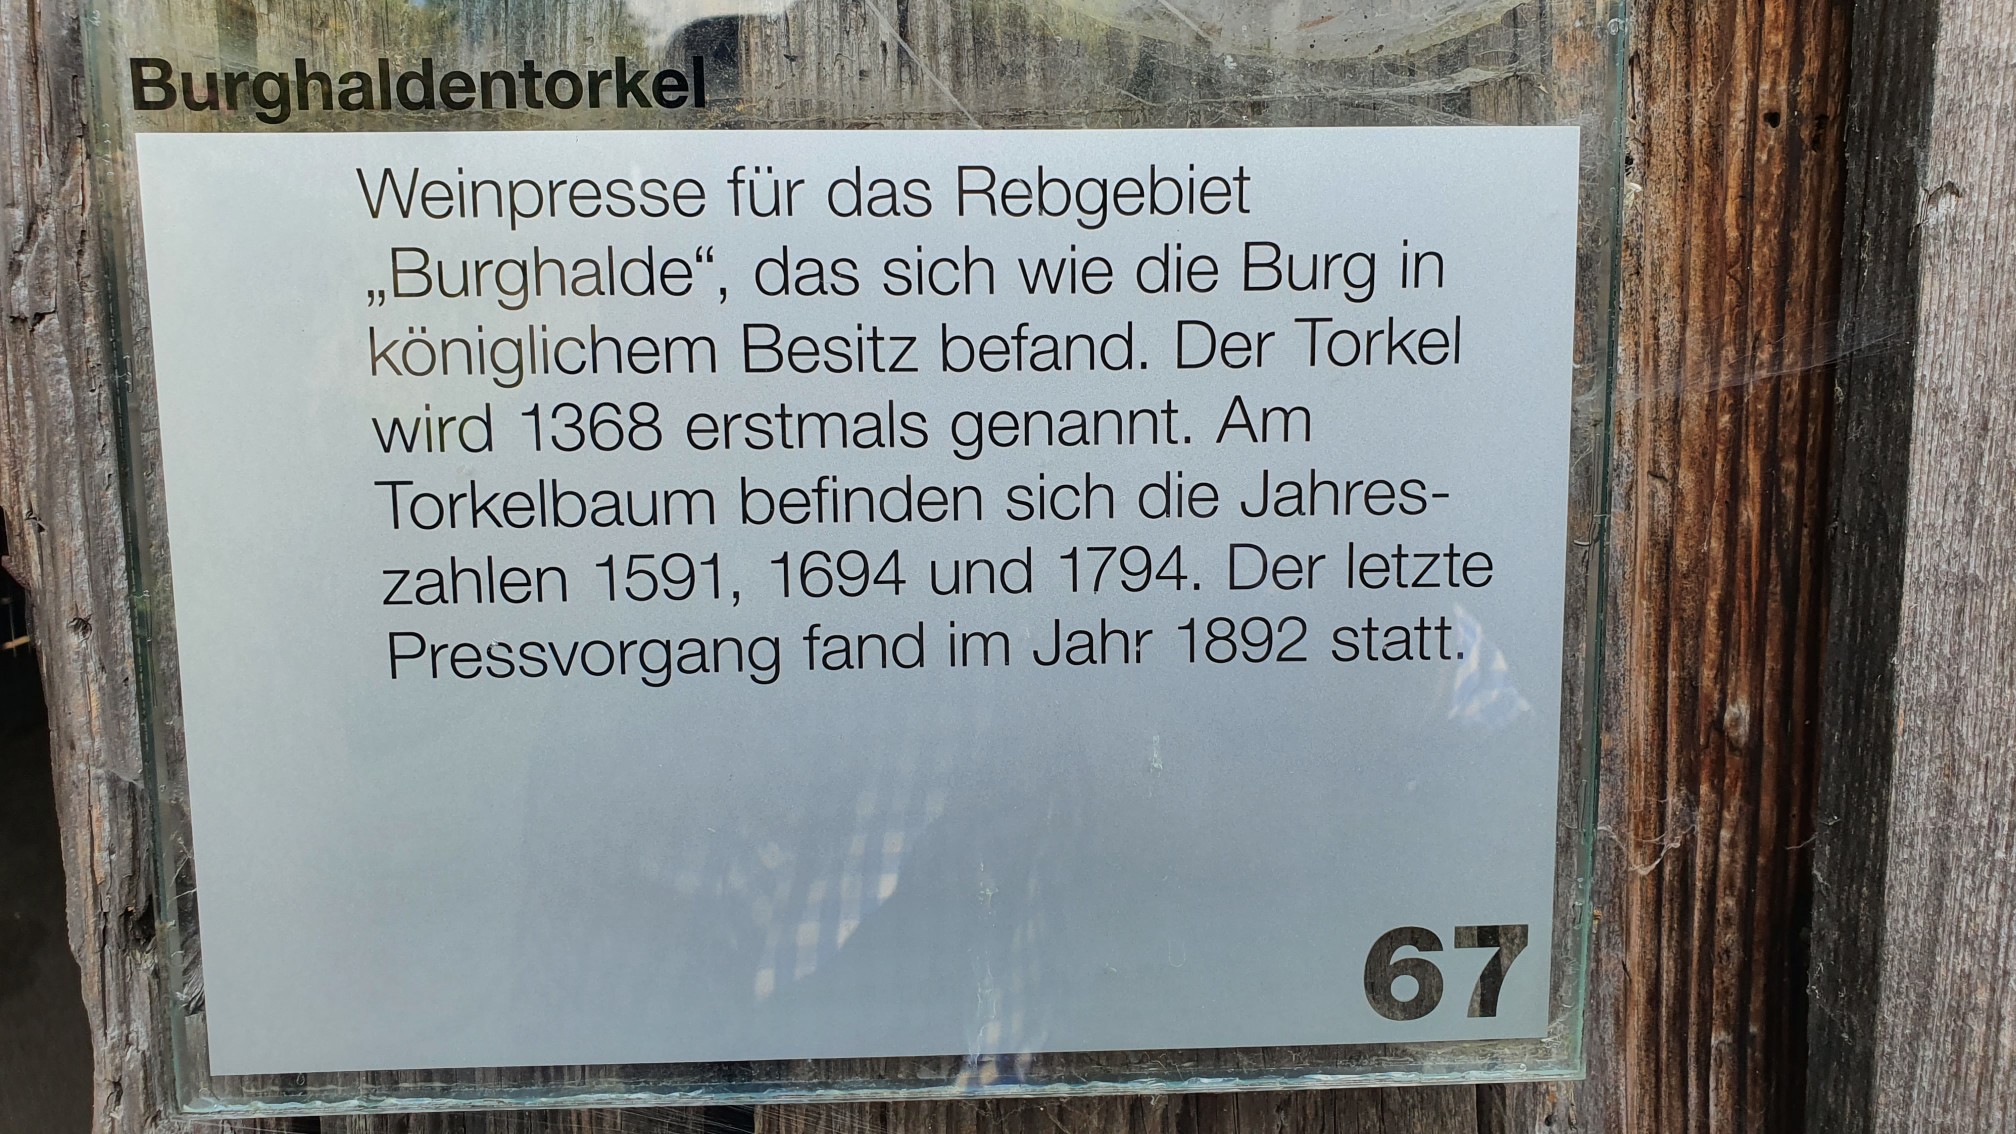 Burghaldentorkel
Weinpresse für das Rebgebiet
„Burghalde“, das sich wie die Burg in
königlichem Besitz befand. Der Torkel
wird 1368 erstmals genannt. Am
Torkelbaum befinden sich die Jahres-
zahlen 1591, 1694 und 1794. Der letzte
Pressvorgang fand im Jahr 1892 statt.
67